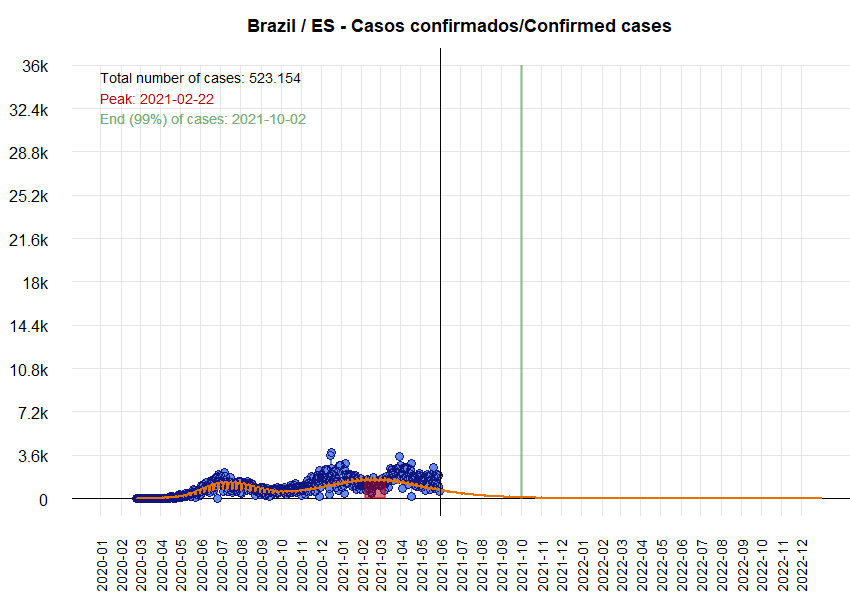 Brazil / ES - Casos confirmados/Confirmed cases
36k
Total number of cases: 523.154
Peak: 2021-02-22
32.4k
End (99%) of cases: 2021-10-02
28.8k
25.2k
21.6k
18k
14.4k
10.8k
7.2k
3.6k
0
2020-01
2020-02
2020-03
2020-04
2020-05
2020-06
2020-07
2020-08
2020-09
2020-10
2020-11
2020-12
2021-01
2021-02
2021-03
2021-04
2021-05
2021-06
2021-07
2021-08
2021-09
2021-10
2021-11
2021-12
2022-01
2022-02
2022-03
2022-04
2022-05
2022-06
2022-07
2022-08
2022-09
2022-10
2022-11
2022-12